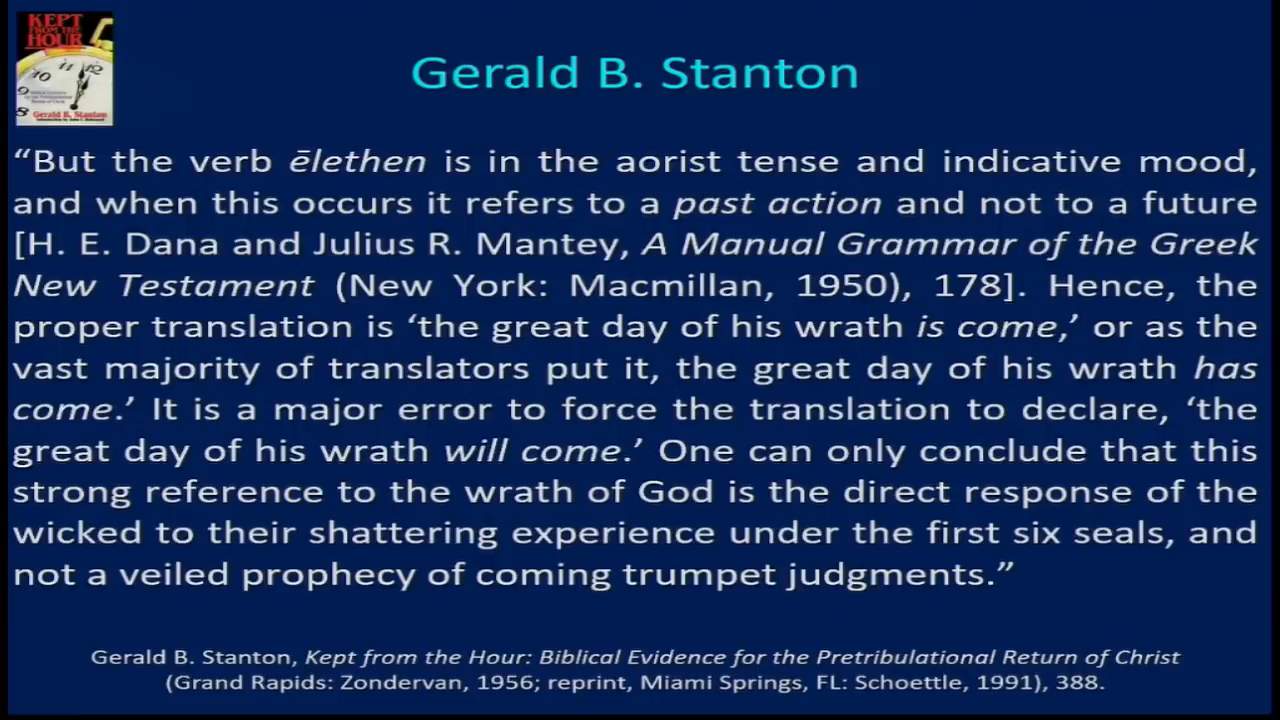 KEPT
FROM THE
HOUR
Gerald B. Stanton
Gerald B. Stanton
“But the verb ēlethen is in the aorist tense and indicative mood,
and when this occurs it refers to a past action and not to a future
[H. E. Dana and Julius R. Mantey, A Manual Grammar of the Greek
New Testament (New York: Macmillan, 1950), 178]. Hence, the
proper translation is ‘the great day of his wrath is come,’ or as the
vast majority of translators put it, the great day of his wrath has
come.’ It is a major error to force the translation to declare, ‘the
great day of his wrath will come.’ One can only conclude that this
strong reference to the wrath of God is the direct response of the
wicked to their shattering experience under the first six seals, and
not a veiled prophecy of coming trumpet judgments.”
Gerald B. Stanton, Kept from the Hour: Biblical Evidence for the Pretribulational Return of Christ
(Grand Rapids: Zondervan, 1956; reprint, Miami Springs, FL: Schoettle, 1991), 388.